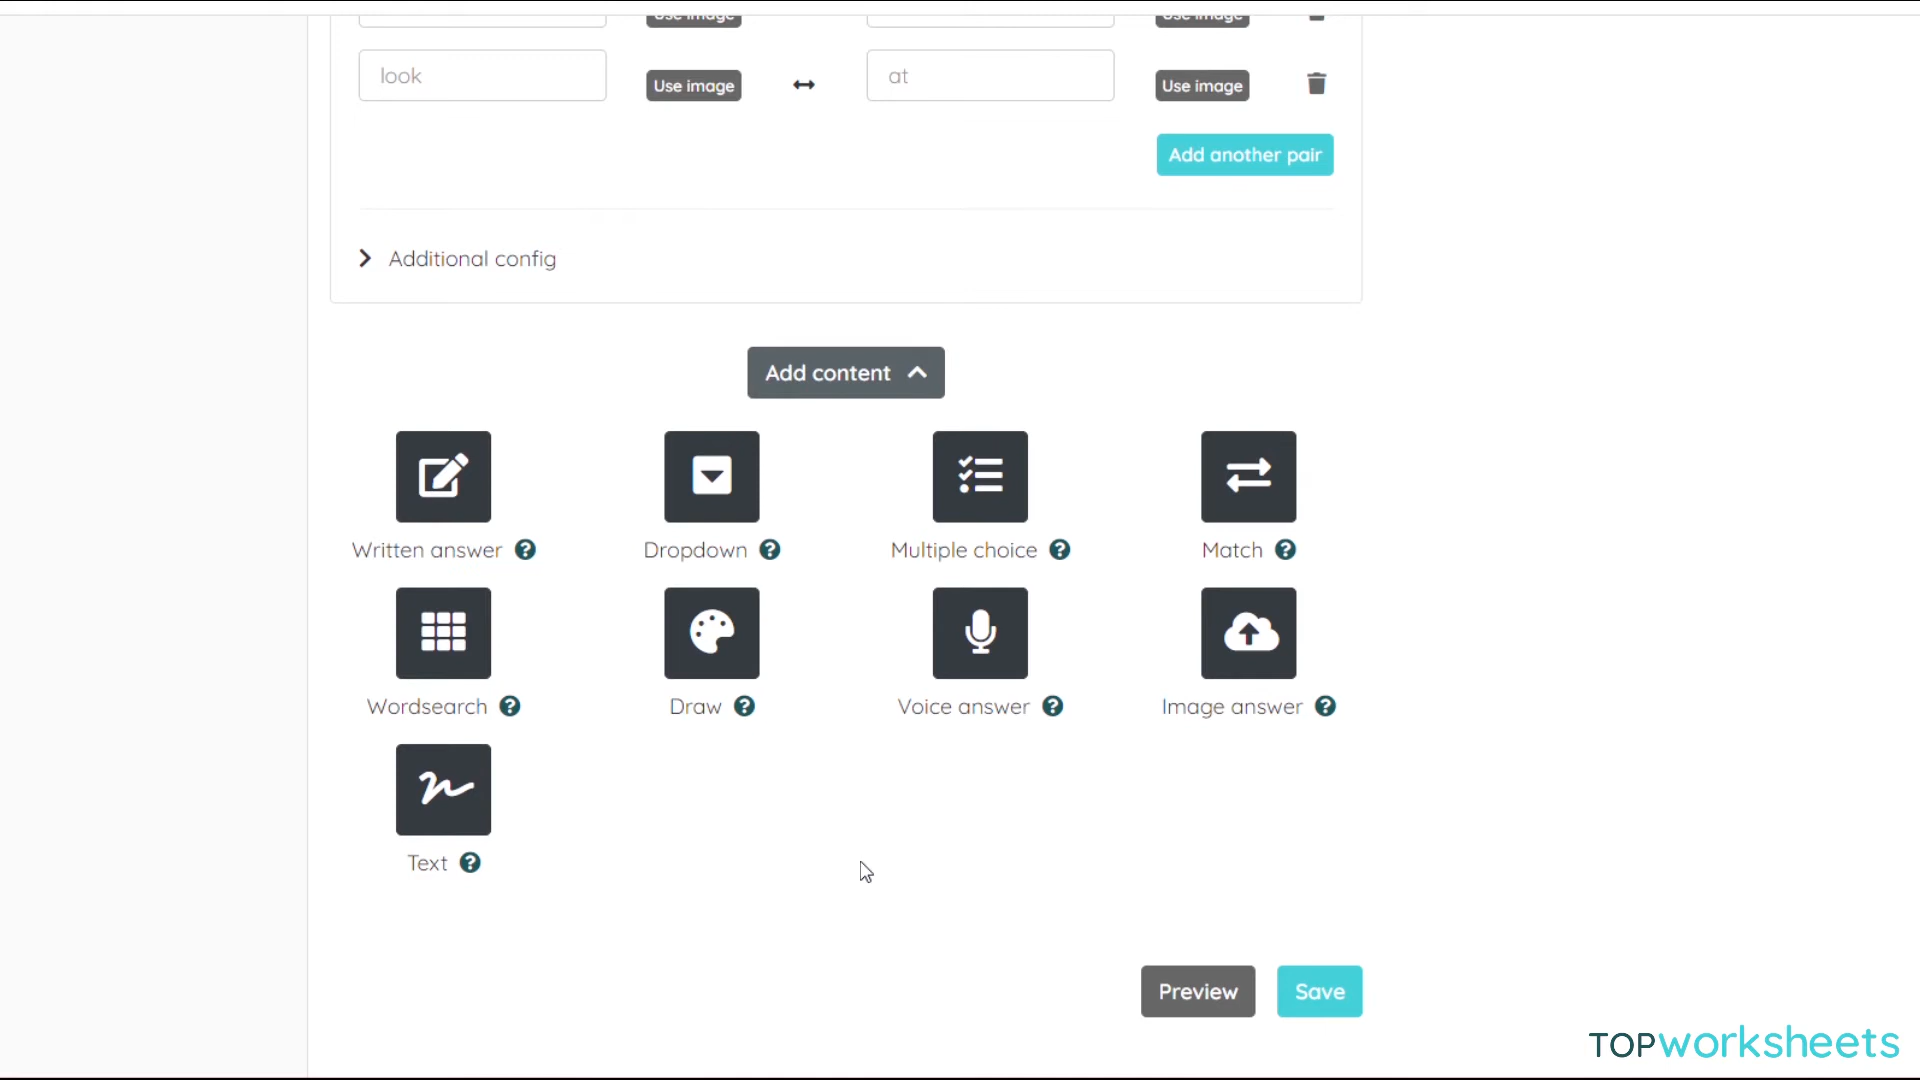 Use image Use image
look Use image at Use image
Add another pair
Additional config
Add content
Written answer ? Dropdown ? Multiple choice ? Match ?
Wordsearch ? Draw ? Voice answer ? Image answer ?
Text ?
Preview Save
TOPworksheets